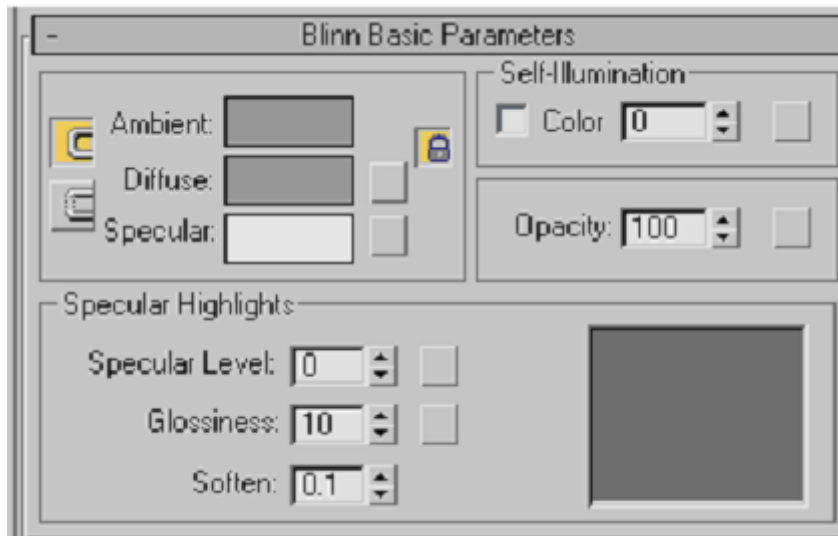 - Blinn Basic Parameters
Ambient:
Diffuse:
Specular:
Self-Illumination
Color 0
Opacity: 100
Specular Highlights
Specular Level: 0
Glossiness: 10
Soften: 0.1